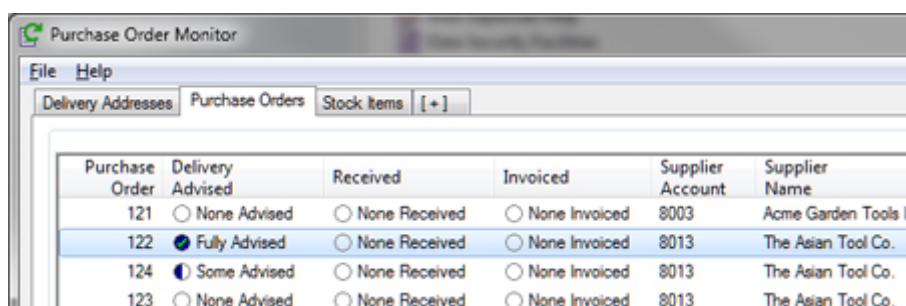 Purchase Order Monitor
File Help
Delivery Addresses Purchase Orders Stock Items [+]
Purchase Delivery Supplier Supplier
Order Advised Received Invoiced Account Name
121 None Advised None Received None Invoiced 8003 Acme Garden Tools
122 Fully Advised None Received None Invoiced 8013 The Asian Tool Co.
124 Some Advised None Received None Invoiced 8013 The Asian Tool Co.
123 None Advised None Received None Invoiced 8013 The Asian Tool Co.